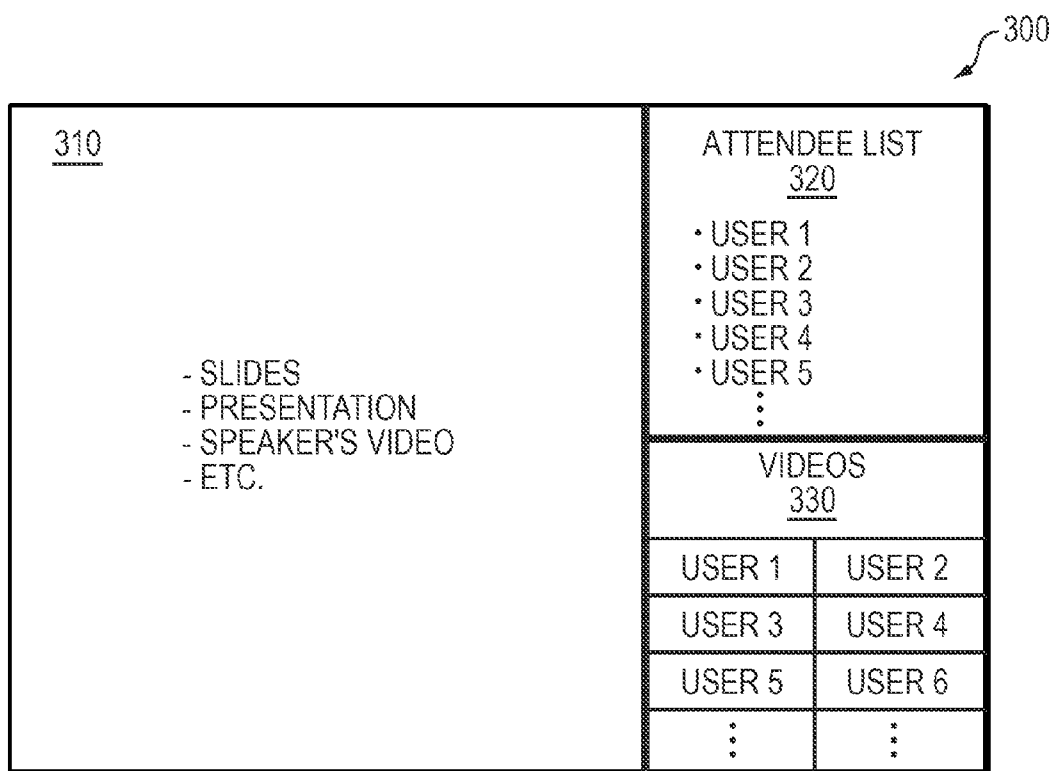 300
310
- SLIDES
- PRESENTATION
- SPEAKER'S VIDEO
- ETC.
ATTENDEE LIST
320
• USER 1
• USER 2
• USER 3
• USER 4
• USER 5
VIDEOS
330
USER 1 USER 2
USER 3 USER 4
USER 5 USER 6